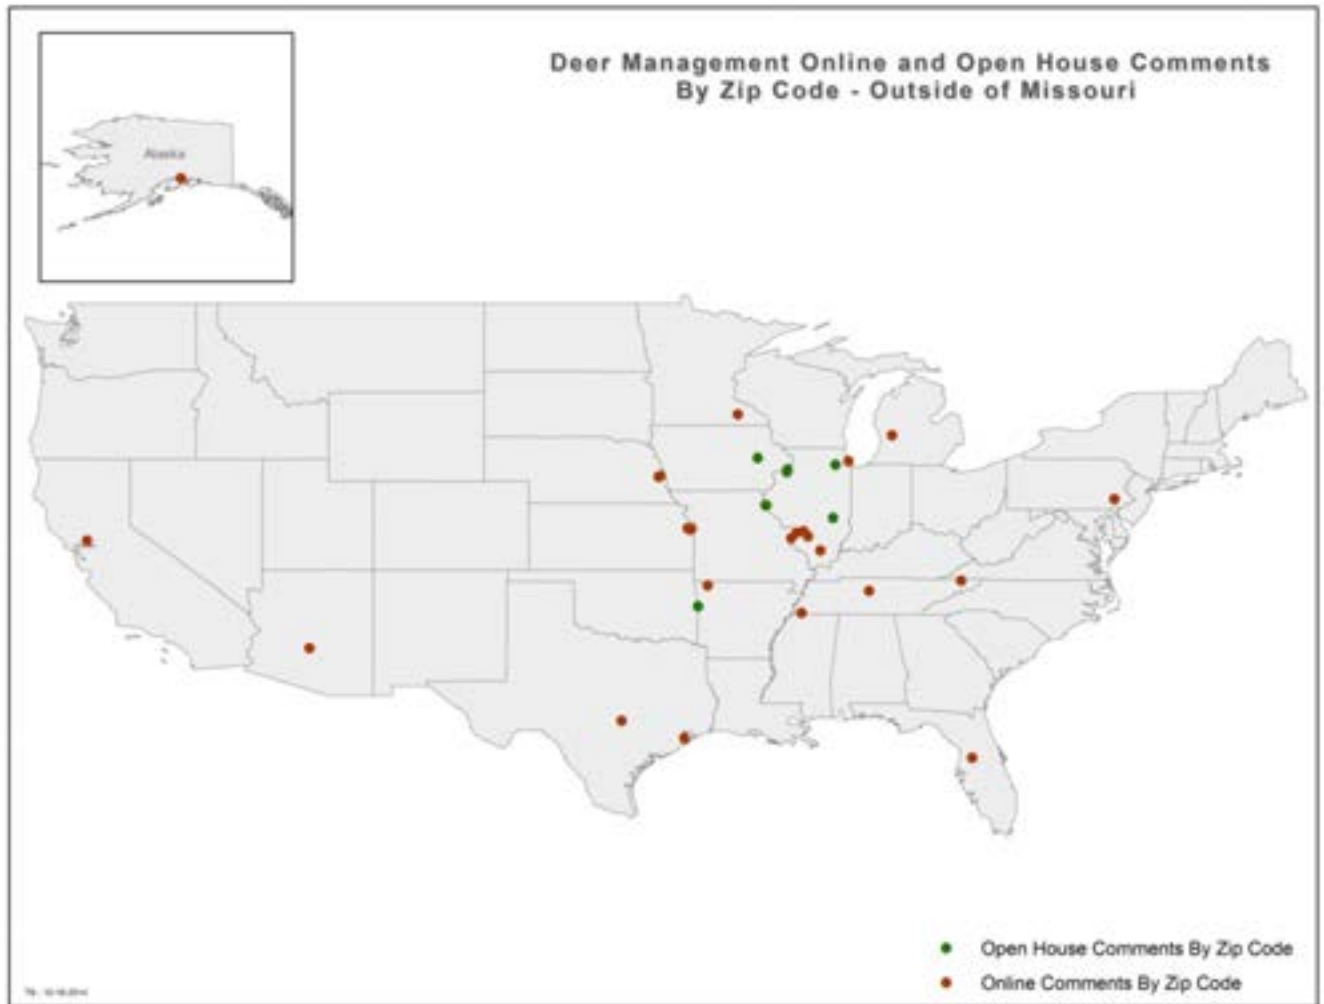 Deer Management Online and Open House Comments
By Zip Code - Outside of Missouri
Alaska
Open House Comments By Zip Code
Online Comments By Zip Code